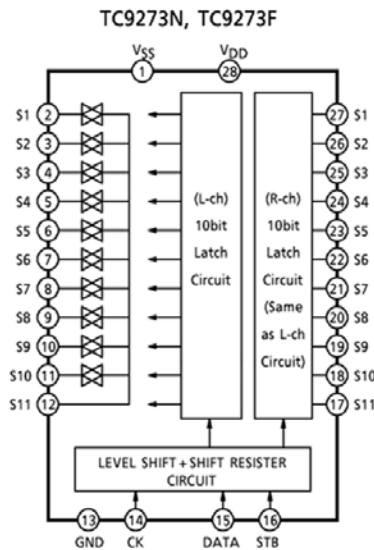 TC9273N, TC9273F
VSS VDD
1 28
S1 2 27 S1
S2 3 26 S2
S3 4 25 S3
S4 5 24 S4
S5 6 23 S5
S6 7 22 S6
S7 8 21 S7
S8 9 20 S8
S9 10 19 S9
S10 11 18 S10
S11 12 17 S11
(L-ch)
10bit
Latch
Circuit
(R-ch)
10bit
Latch
Circuit
(Same
as L-ch
Circuit)
LEVEL SHIFT + SHIFT RESISTER
CIRCUIT
13 14 15 16
GND CK DATA STB